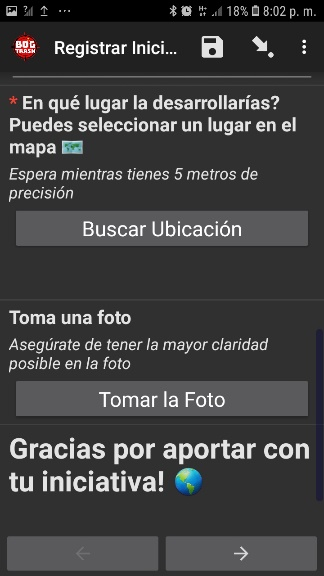 18% 8:02 p. m.
BOG
TRASH
Registrar Inici...
* En qué lugar la desarrollarías?
Puedes seleccionar un lugar en el
mapa 🗺️
Espera mientras tienes 5 metros de
precisión
Buscar Ubicación
Toma una foto
Asegúrate de tener la mayor claridad
posible en la foto
Tomar la Foto
Gracias por aportar con
tu iniciativa! 🌎